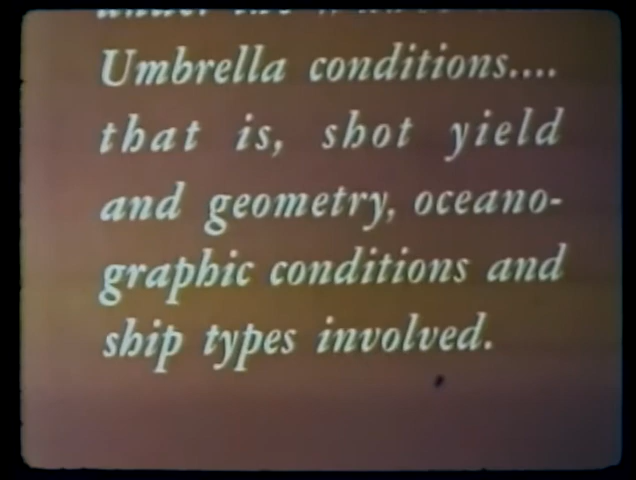 Umbrella conditions....
that is, shot yield
and geometry, oceano-
graphic conditions and
ship types involved.